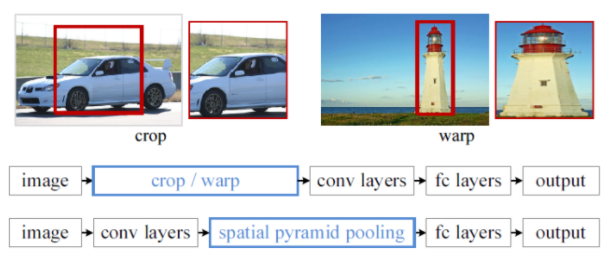 crop
warp
image
crop / warp
conv layers
fc layers
output
image
conv layers
spatial pyramid pooling
fc layers
output